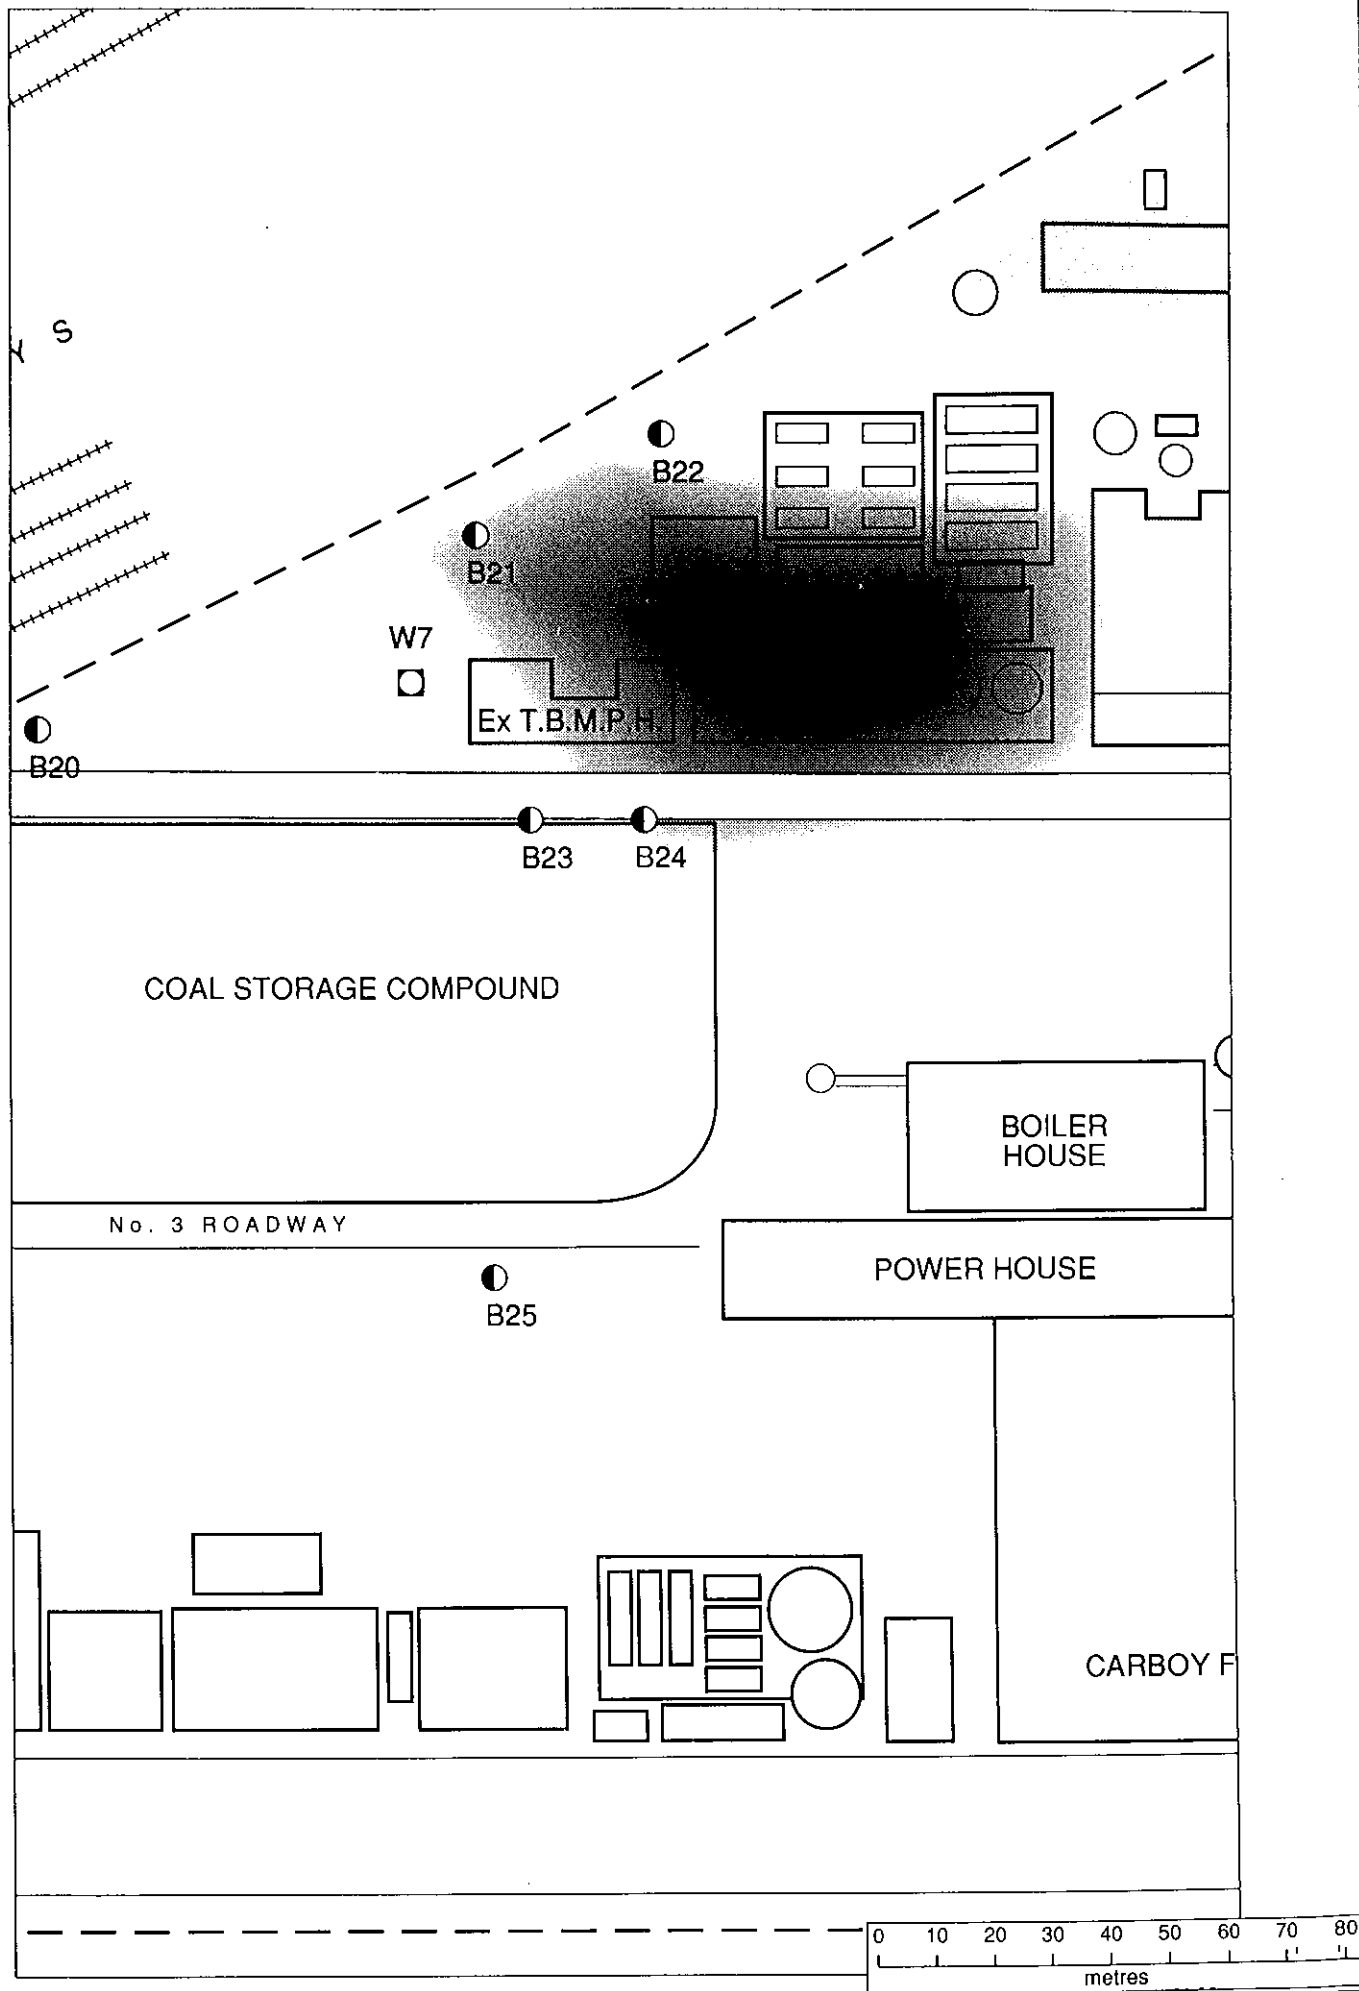 Y S
B22
B21
W7
Ex T.B.M.P.H
B20
B23
B24
COAL STORAGE COMPOUND
BOILER
HOUSE
No. 3 ROADWAY
POWER HOUSE
B25
CARBOY F
0 10 20 30 40 50 60 70 80
metres